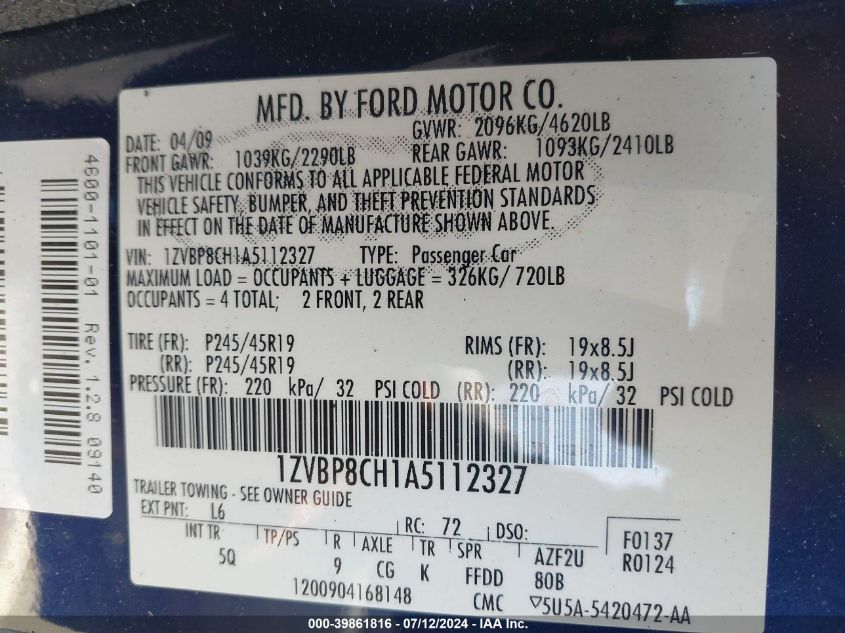 MFD. BY FORD MOTOR CO.
DATE: 04/09 GVWR: 2096KG/4620LB
FRONT GAWR: 1039KG/2290LB REAR GAWR: 1093KG/2410LB
THIS VEHICLE CONFORMS TO ALL APPLICABLE FEDERAL MOTOR
VEHICLE SAFETY, BUMPER, AND THEFT PREVENTION STANDARDS
IN EFFECT ON THE DATE OF MANUFACTURE SHOWN ABOVE.
VIN: 1ZVBP8CH1A5112327 TYPE: Passenger Car
MAXIMUM LOAD = OCCUPANTS + LUGGAGE = 326KG/ 720LB
OCCUPANTS = 4 TOTAL; 2 FRONT, 2 REAR
TIRE (FR): P245/45R19 RIMS (FR): 19x8.5J
(RR): P245/45R19 (RR): 19x8.5J
PRESSURE (FR): 220 kPa/ 32 PSI COLD (RR): 220 kPa/ 32 PSI COLD
1ZVBP8CH1A5112327
TRAILER TOWING - SEE OWNER GUIDE
EXT PNT: L6 RC: 72 DSO: F0137
INT TR TP/PS R AXLE TR SPR AZF2U R0124
5Q 9 CG K FFDD 80B
1200904168148 CMC ▽5U5A-5420472-AA
4600-1101-01 Rev. 1.2.8 09140
000-39861816 - 07/12/2024 - IAA Inc.